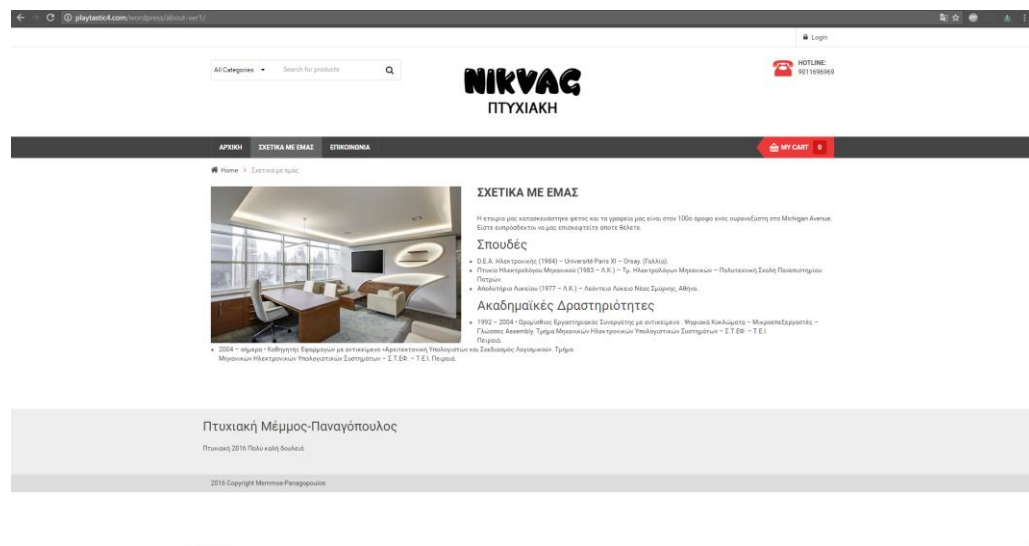 playtastic4.com/wordpress/about-ver1/
Login
All Categories
Search for products
NIKVAG
ΠΤΥΧΙΑΚΗ
HOTLINE:
9011696969
ΑΡΧΙΚΗ ΣΧΕΤΙΚΑ ΜΕ ΕΜΑΣ ΕΠΙΚΟΙΝΩΝΙΑ
MY CART 0
Home > Σχετικά με εμάς
ΣΧΕΤΙΚΑ ΜΕ ΕΜΑΣ
Η εταιρία μας κατασκευάστηκε φέτος και τα γραφεία μας είναι στον 100ο όροφο ενός ουρανοξύστη στο Michigan Avenue.
Είστε ευπρόσδεκτοι να μας επισκεφτείτε όποτε θέλετε.
Σπουδές
D.E.A. Ηλεκτρονικής (1984) – Université Paris XI – Orsay. (Γαλλία).
Πτυχίο Ηλεκτρολόγου Μηχανικού (1983 – Λ.Κ.) – Τμ. Ηλεκτρολόγων Μηχανικών – Πολυτεχνική Σχολή Πανεπιστημίου
Πατρών.
Απολυτήριο Λυκείου (1977 – Λ.Κ.) – Λεόντειο Λύκειο Νέας Σμύρνης, Αθήνα.
Ακαδημαϊκές Δραστηριότητες
1992 – 2004 • Ωρομίσθιος Εργαστηριακός Συνεργάτης με αντικείμενο : Ψηφιακά Κυκλώματα – Μικροεπεξεργαστές –
Γλώσσες Assembly. Τμήμα Μηχανικών Ηλεκτρονικών Υπολογιστικών Συστημάτων – Σ.Τ.ΕΦ. – Τ.Ε.Ι.
Πειραιά.
2004 – σήμερα • Καθηγητής Εφαρμογών με αντικείμενο «Αρχιτεκτονική Υπολογιστών και Σχεδιασμός Λογισμικού». Τμήμα
Μηχανικών Ηλεκτρονικών Υπολογιστικών Συστημάτων – Σ.Τ.ΕΦ. – Τ.Ε.Ι. Πειραιά.
Πτυχιακή Μέμμος-Παναγόπουλος
Πτυχιακή 2016 Πολύ καλή δουλειά
2016 Copyright Memmos-Panagopoulos